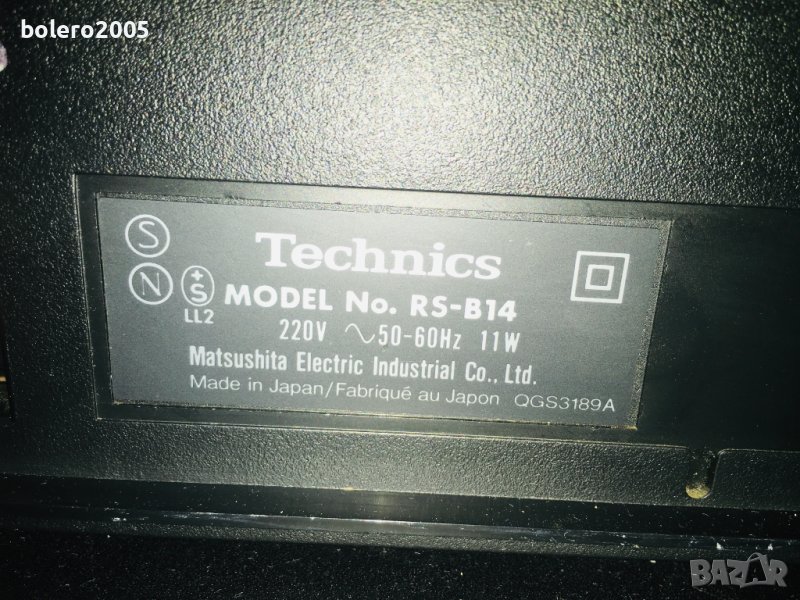 bolero2005
S
Technics
N
+
S
LL2
MODEL No. RS-B14
220V ～50-60Hz 11W
Matsushita Electric Industrial Co., Ltd.
Made in Japan/Fabriqué au Japon QGS3189A
BAZAR